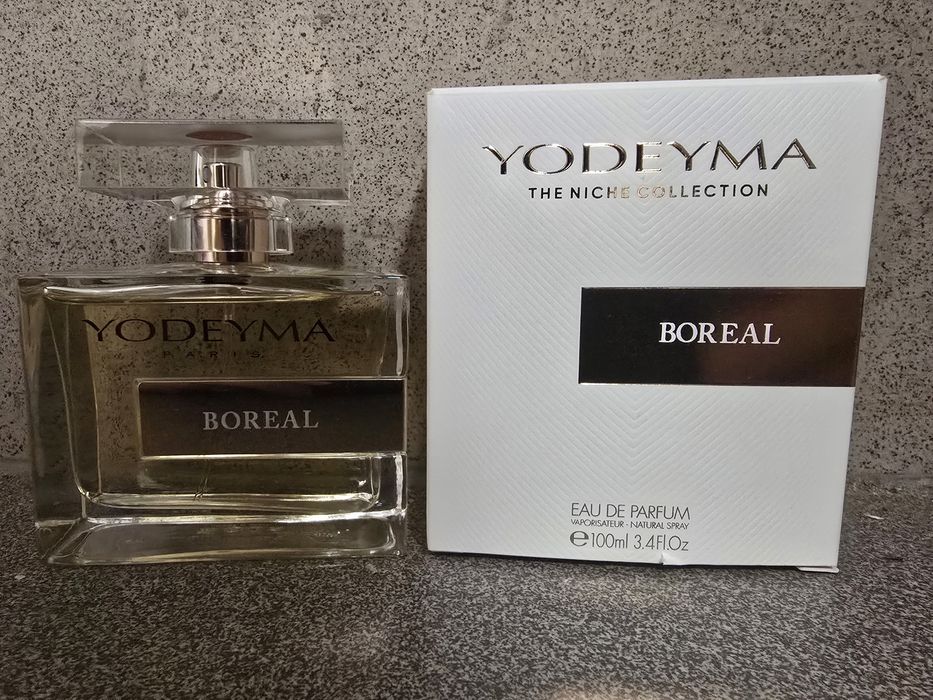 YODEYMA
PARIS
BOREAL
YODEYMA
THE NICHE COLLECTION
BOREAL
EAU DE PARFUM
VAPORISATEUR - NATURAL SPRAY
℮100ml 3.4Fl.Oz